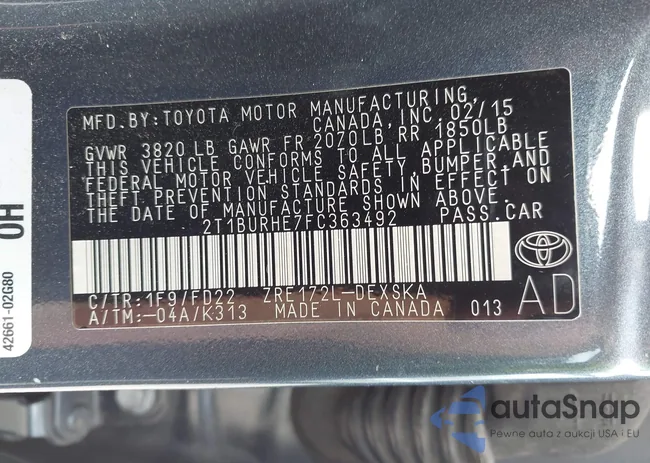 MFD. BY: TOYOTA MOTOR MANUFACTURING
CANADA, INC. 02/15
GVWR 3820 LB GAWR FR 2070LB RR 1850LB
THIS VEHICLE CONFORMS TO ALL APPLICABLE
FEDERAL MOTOR VEHICLE SAFETY, BUMPER, AND
THEFT PREVENTION STANDARDS IN EFFECT ON
THE DATE OF MANUFACTURE SHOWN ABOVE.
2T1BURHE7FC363492 PASS.CAR
C/TR:1F9/FD22 ZRE172L-DEXSKA
A/TM:-04A/K313 MADE IN CANADA 013
AD
42661-02G80
OH
autaSnap
Pewne auta z aukcji USA i EU